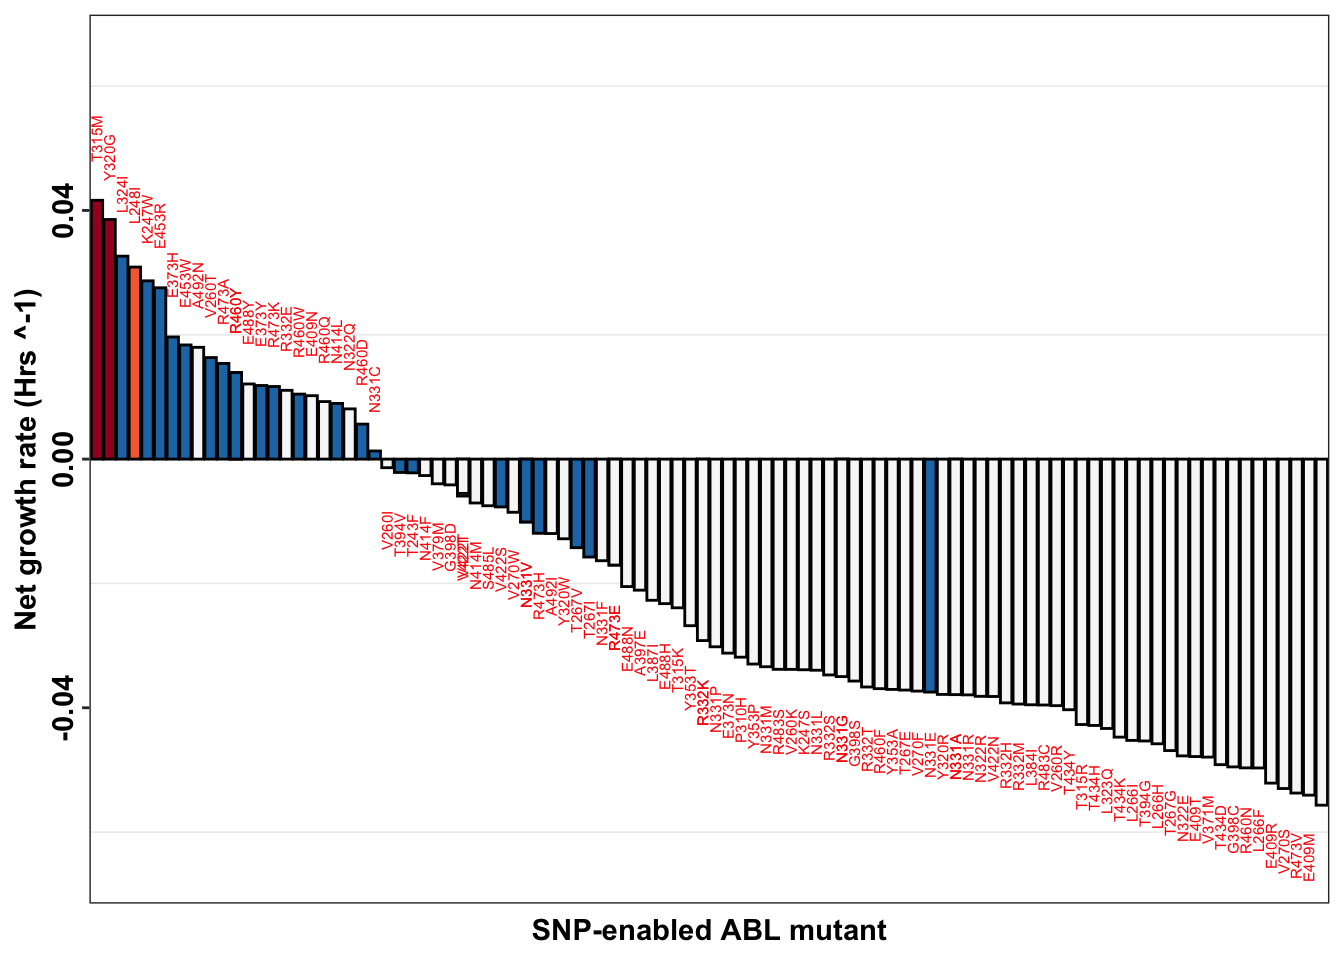 T315M
Y320G
L324I
L248I
K247W
E453R
E373H
E453W
A492N
V260T
R473A
R460Y
E488Y
E373Y
R473K
R332E
R460W
E409N
R460Q
N414L
N322Q
R460D
N331C
0.04
0.00
-0.04
Net growth rate (Hrs ^-1)
V260I
T394V
T243F
N414F
V379M
G398D
N414M
S485L
V422S
V270W
N331V
R473H
A492I
Y320W
T267V
T267I
N331F
R473E
E488N
A397E
L387I
E488H
T315K
Y353T
R332K
N331P
E373N
P310H
Y353P
N331M
R483S
V260K
K247S
N331L
R332S
N331G
G398S
R332T
R460F
Y353A
T267E
V270F
N331E
Y320R
N331A
N331R
N322R
V422N
R332H
R332M
L384I
R483C
V260R
T434Y
T315R
T434H
L323Q
T434K
L266I
T394G
L266H
T267G
N322E
E409T
V371M
T434D
G398C
R460N
L266F
E409R
V270S
R473V
E409M
SNP-enabled ABL mutant